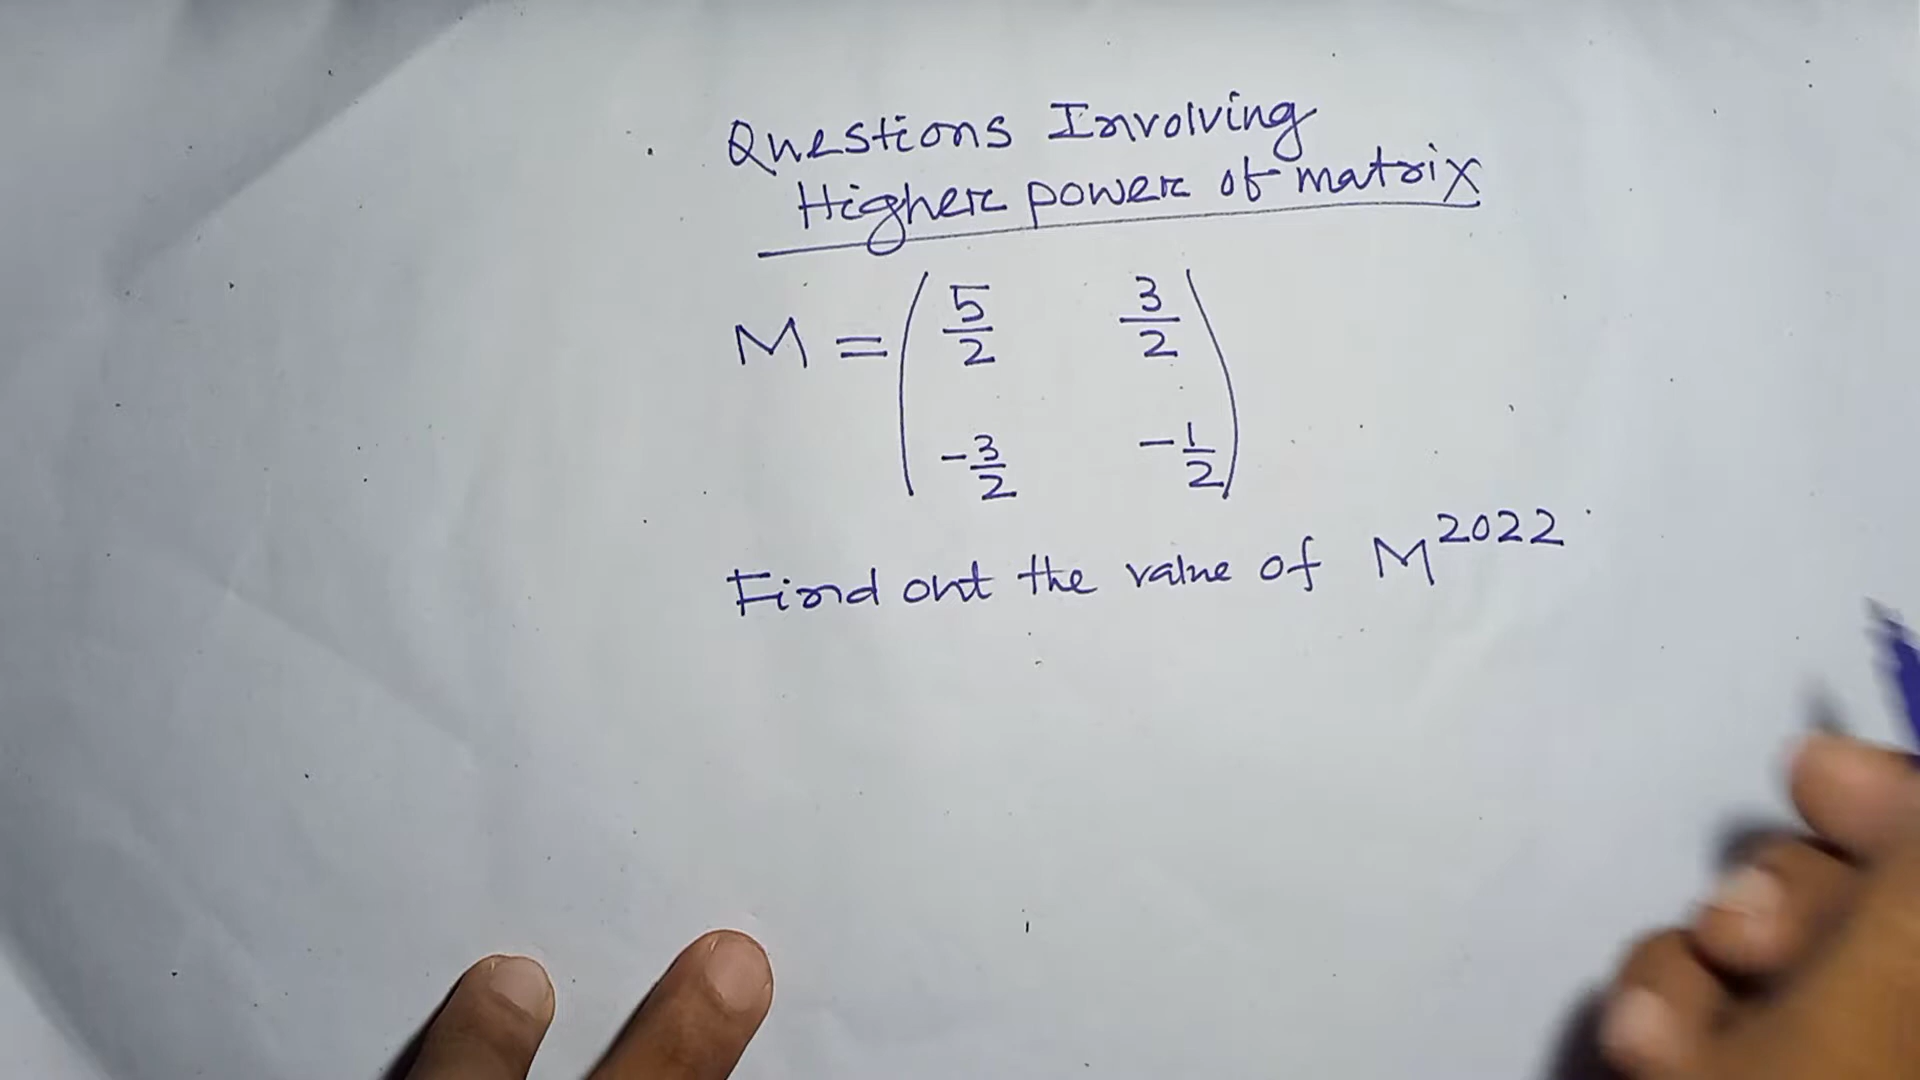 Questions Involving
Higher power of matrix
M = ( 5/2 3/2
-3/2 -1/2 )
Find out the value of M^2022.